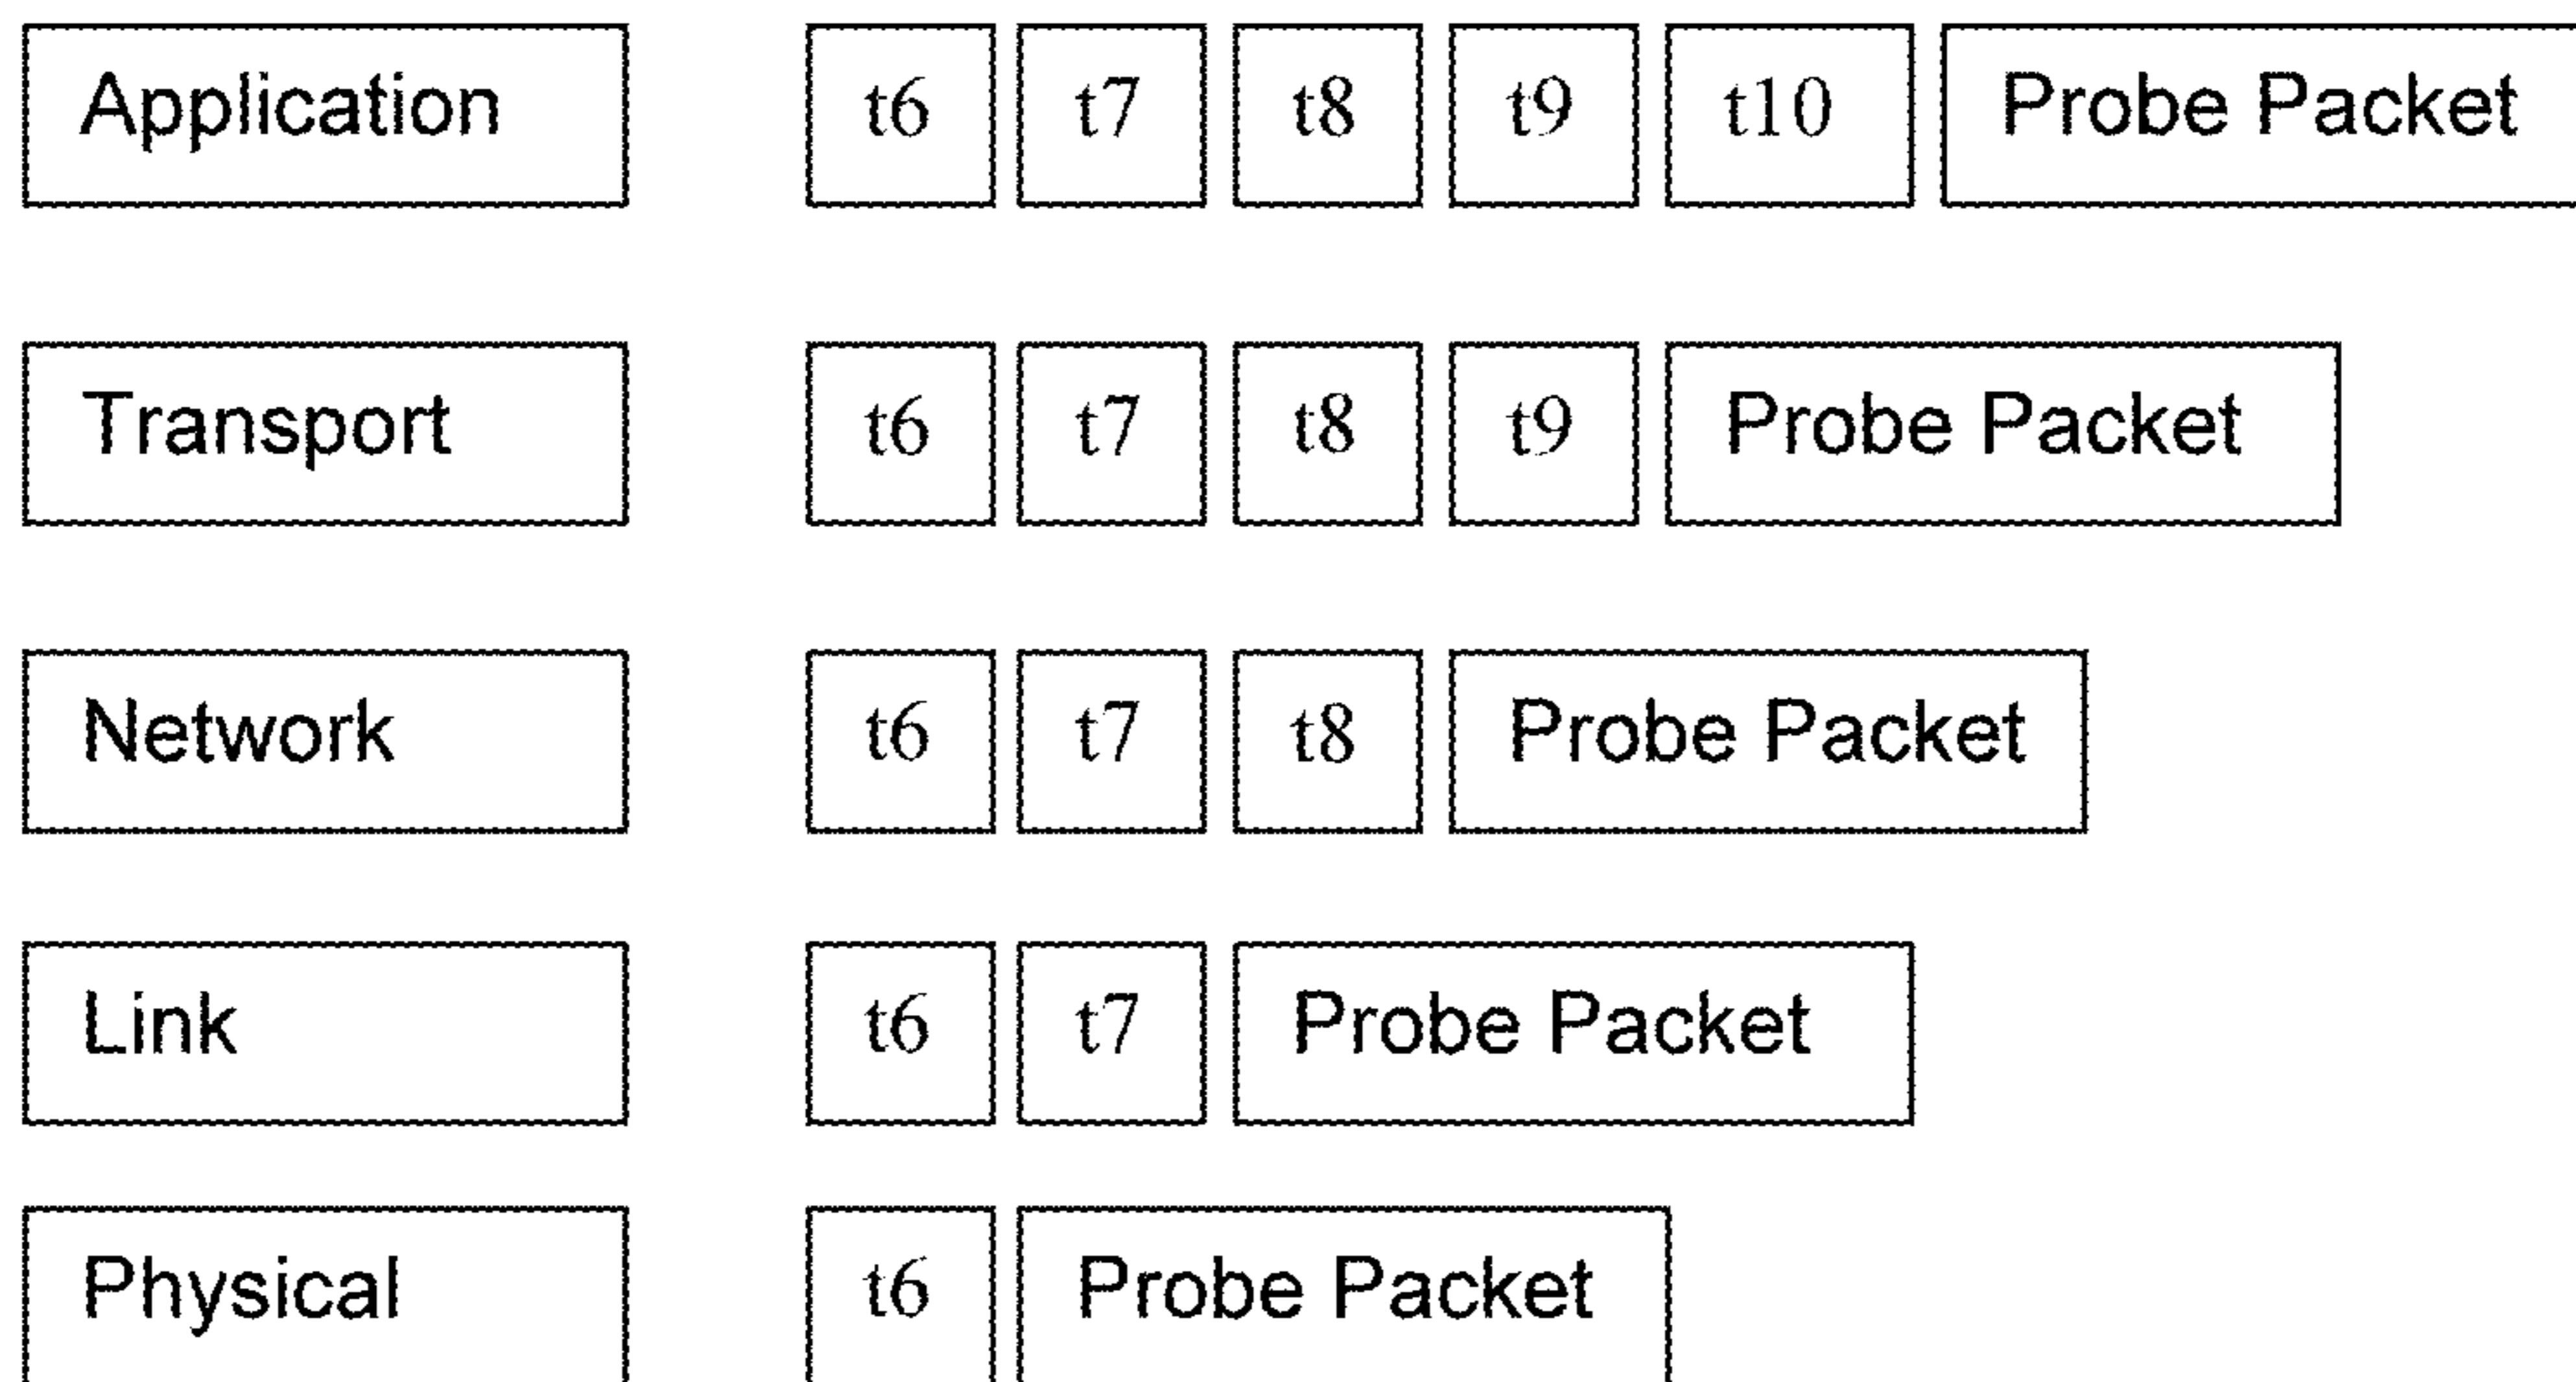 Application t6 t7 t8 t9 t10 Probe Packet
Transport t6 t7 t8 t9 Probe Packet
Network t6 t7 t8 Probe Packet
Link t6 t7 Probe Packet
Physical t6 Probe Packet